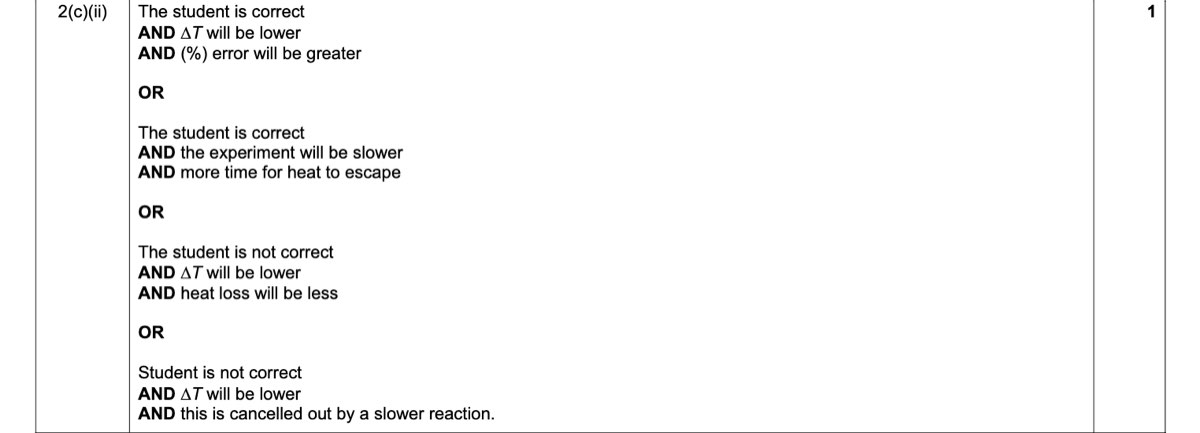 2(c)(ii) The student is correct 1
AND ΔT will be lower
AND (%) error will be greater
OR
The student is correct
AND the experiment will be slower
AND more time for heat to escape
OR
The student is not correct
AND ΔT will be lower
AND heat loss will be less
OR
Student is not correct
AND ΔT will be lower
AND this is cancelled out by a slower reaction.